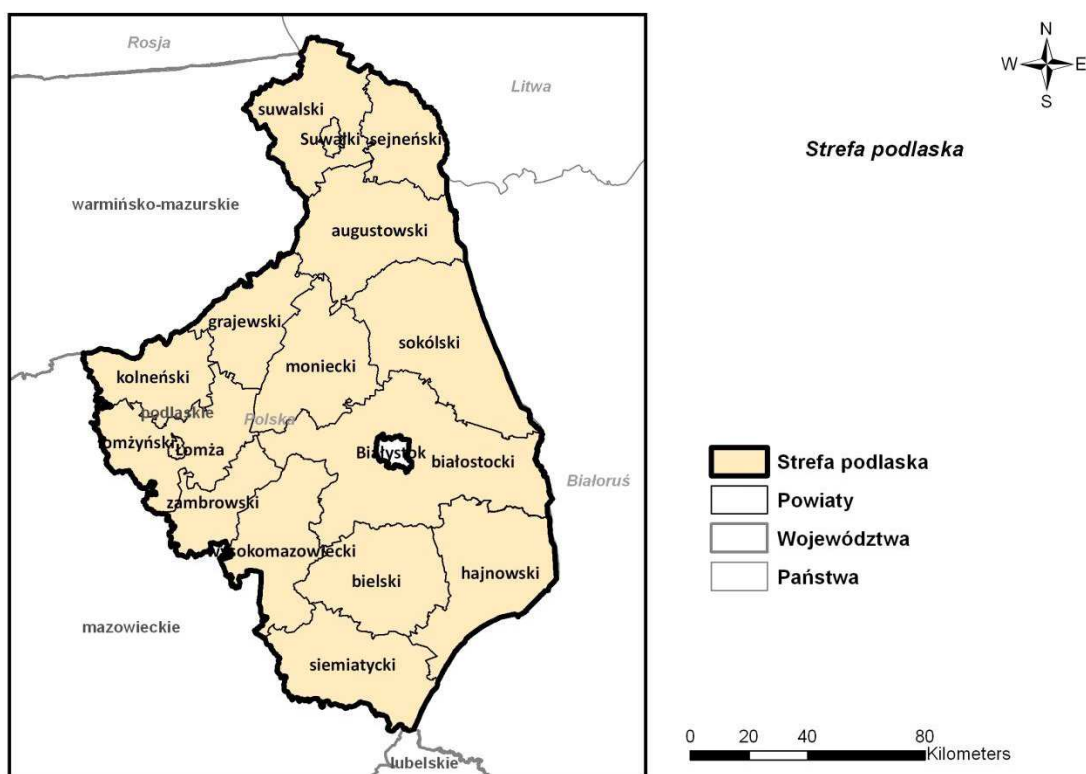 Rosja
Litwa
suwalski
Suwałki
sejneński
warmińsko-mazurskie
augustowski
grajewski
sokólski
moniecki
kolneński
podlaskie
Polska
łomżyński
Łomża
Białystok
białostocki
Białoruś
zambrowski
wysokomazowiecki
bielski
hajnowski
mazowieckie
siemiatycki
lubelskie
N
W E
S
Strefa podlaska
Strefa podlaska
Powiaty
Województwa
Państwa
0 20 40 80
Kilometers